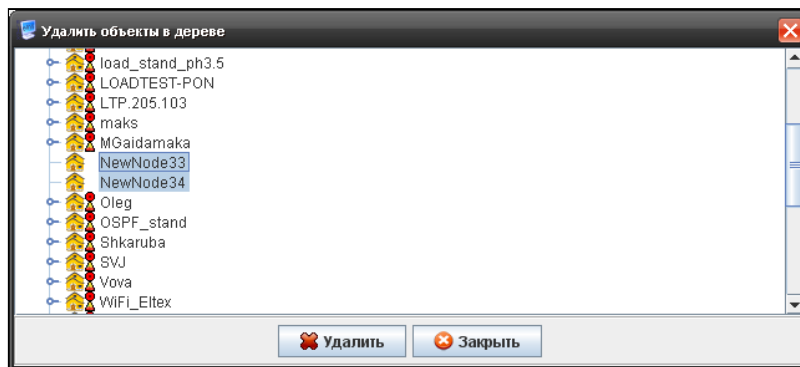 Удалить объекты в дереве
load_stand_ph3.5
LOADTEST-PON
LTP.205.103
maks
MGaidamaka
NewNode33
NewNode34
Oleg
OSPF_stand
Shkaruba
SVJ
Vova
WiFi_Eltex
Удалить
Закрыть